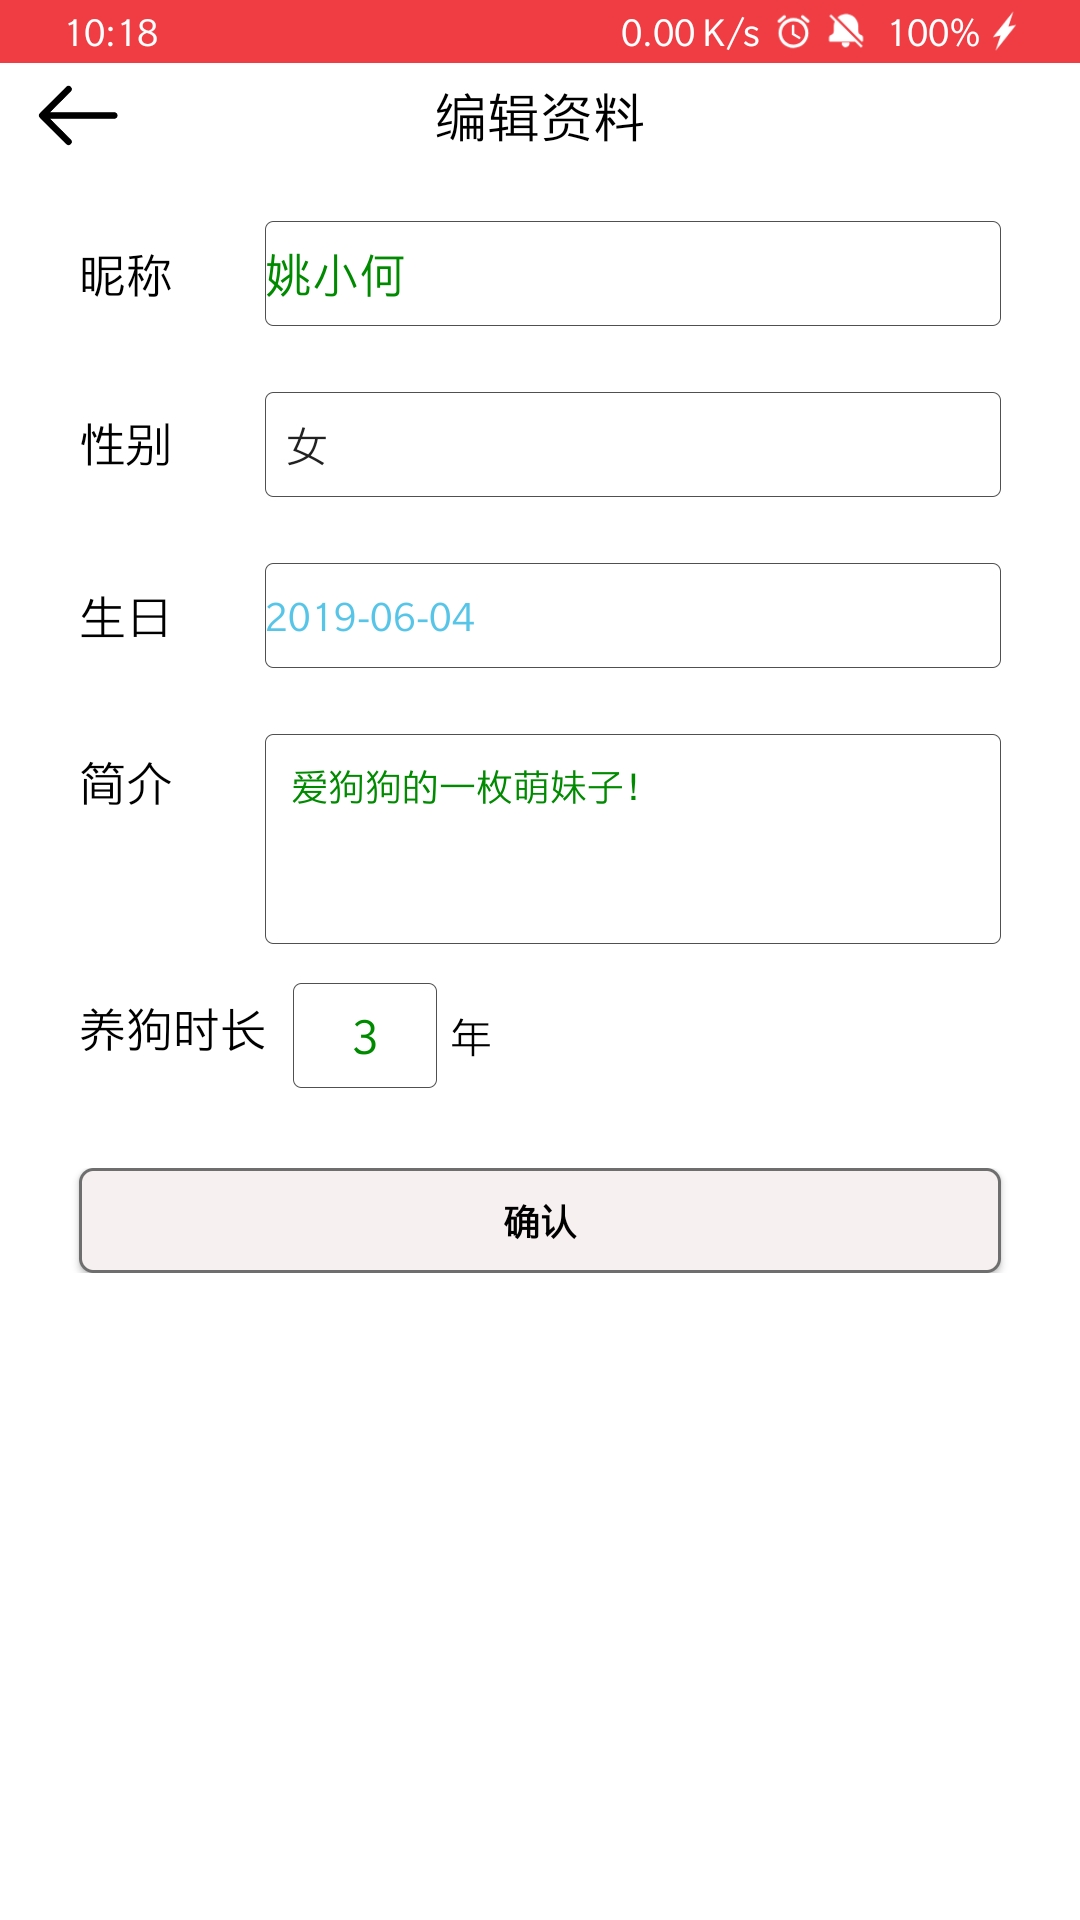 10:18 0.00 K/s 100%
编辑资料
昵称 姚小何
性别 女
生日 2019-06-04
简介 爱狗狗的一枚萌妹子!
养狗时长 3 年
确认